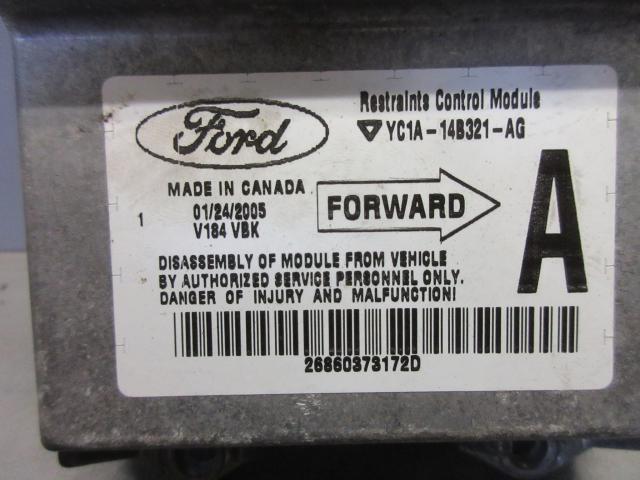 Ford
Restraints Control Module
YC1A-14B321-AG
MADE IN CANADA
1
01/24/2005
V184 VBK
FORWARD
A
DISASSEMBLY OF MODULE FROM VEHICLE
BY AUTHORIZED SERVICE PERSONNEL ONLY.
DANGER OF INJURY AND MALFUNCTION!
26860373172D